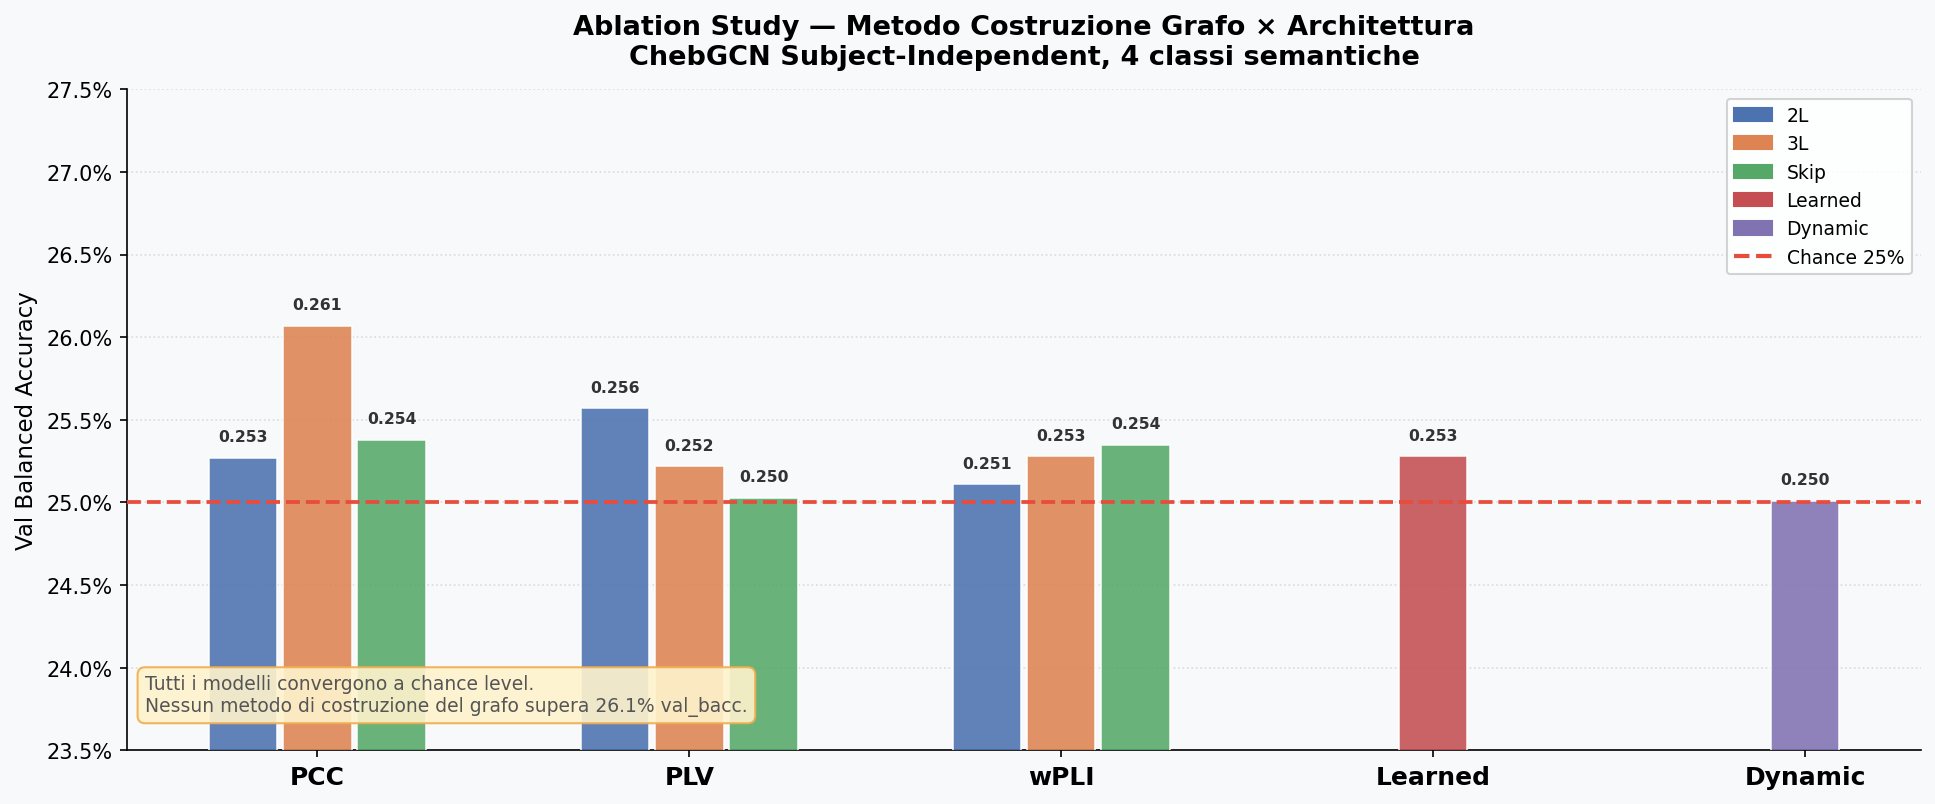 Ablation Study — Metodo Costruzione Grafo × Architettura
ChebGCN Subject-Independent, 4 classi semantiche
Val Balanced Accuracy
27.5%
27.0%
26.5%
26.0%
25.5%
25.0%
24.5%
24.0%
23.5%
2L
3L
Skip
Learned
Dynamic
Chance 25%
0.253
0.261
0.254
0.256
0.252
0.250
0.251
0.253
0.254
0.253
0.250
Tutti i modelli convergono a chance level.
Nessun metodo di costruzione del grafo supera 26.1% val_bacc.
PCC
PLV
wPLI
Learned
Dynamic